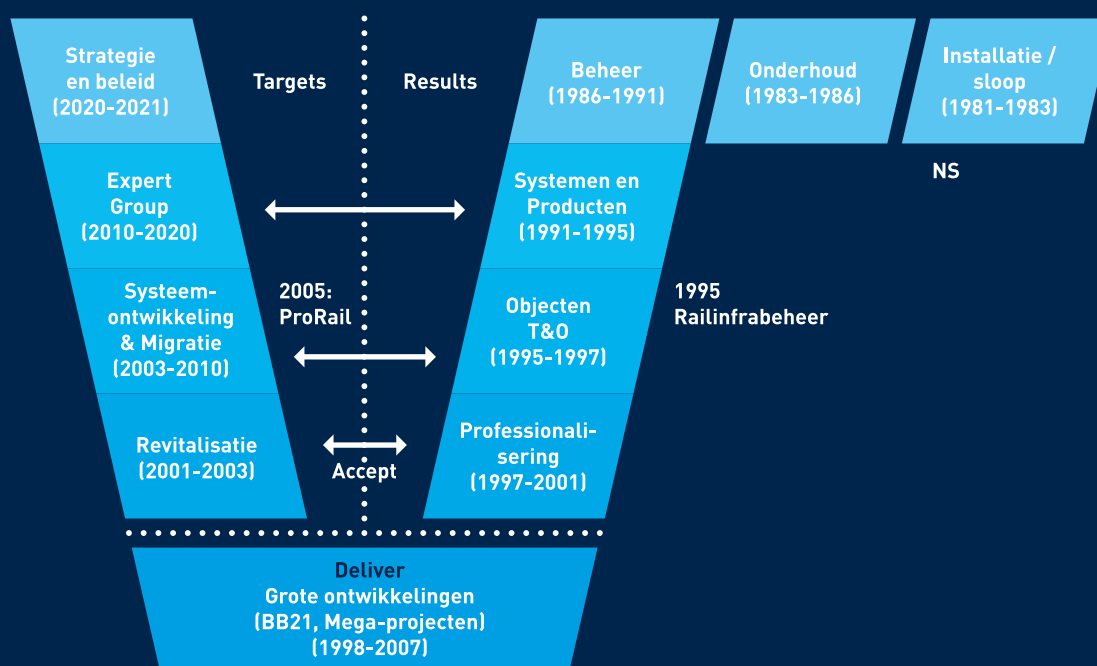 Strategie
en beleid
(2020-2021)
Targets
Results
Beheer
(1986-1991)
Onderhoud
(1983-1986)
Installatie /
sloop
(1981-1983)
NS
Expert
Group
(2010-2020)
Systemen en
Producten
(1991-1995)
Systeem-
ontwikkeling
& Migratie
(2003-2010)
2005:
ProRail
Objecten
T&O
(1995-1997)
1995
Railinfrabeheer
Revitalisatie
(2001-2003)
Accept
Professionali-
sering
(1997-2001)
Deliver
Grote ontwikkelingen
(BB21, Mega-projecten)
(1998-2007)